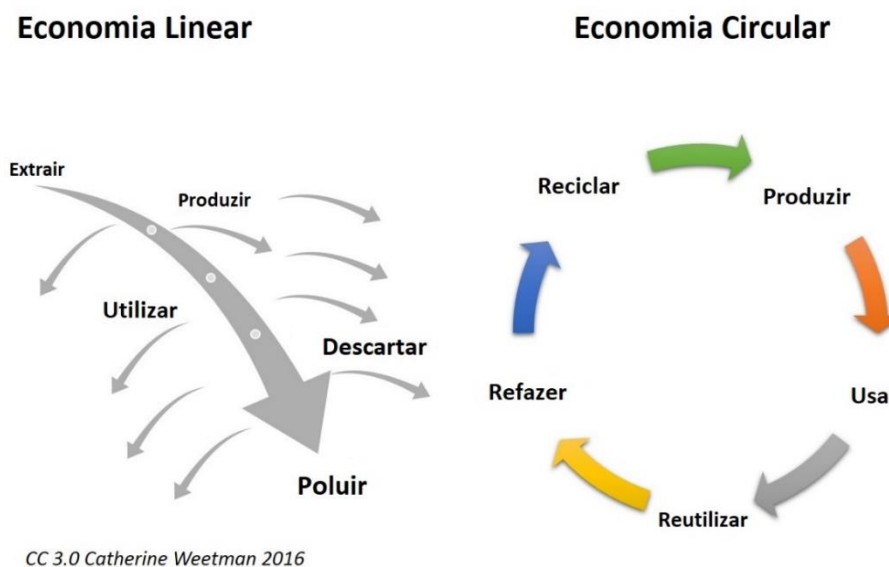 Economia Linear
Extrair
Produzir
Utilizar
Descartar
Poluir
CC 3.0 Catherine Weetman 2016
Economia Circular
Reciclar
Produzir
Usa
Reutilizar
Refazer